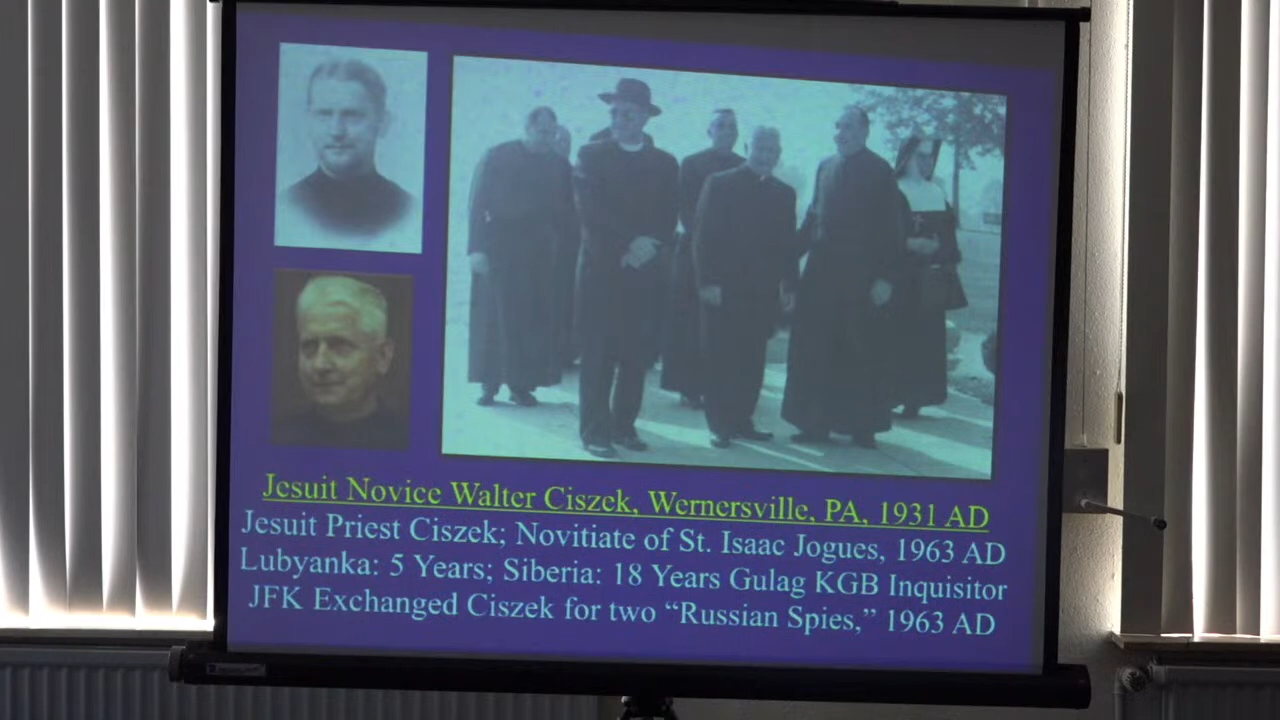 Jesuit Novice Walter Ciszek, Wernersville, PA, 1931 AD
Jesuit Priest Ciszek; Novitiate of St. Isaac Jogues, 1963 AD
Lubyanka: 5 Years; Siberia: 18 Years Gulag KGB Inquisitor
JFK Exchanged Ciszek for two “Russian Spies,” 1963 AD